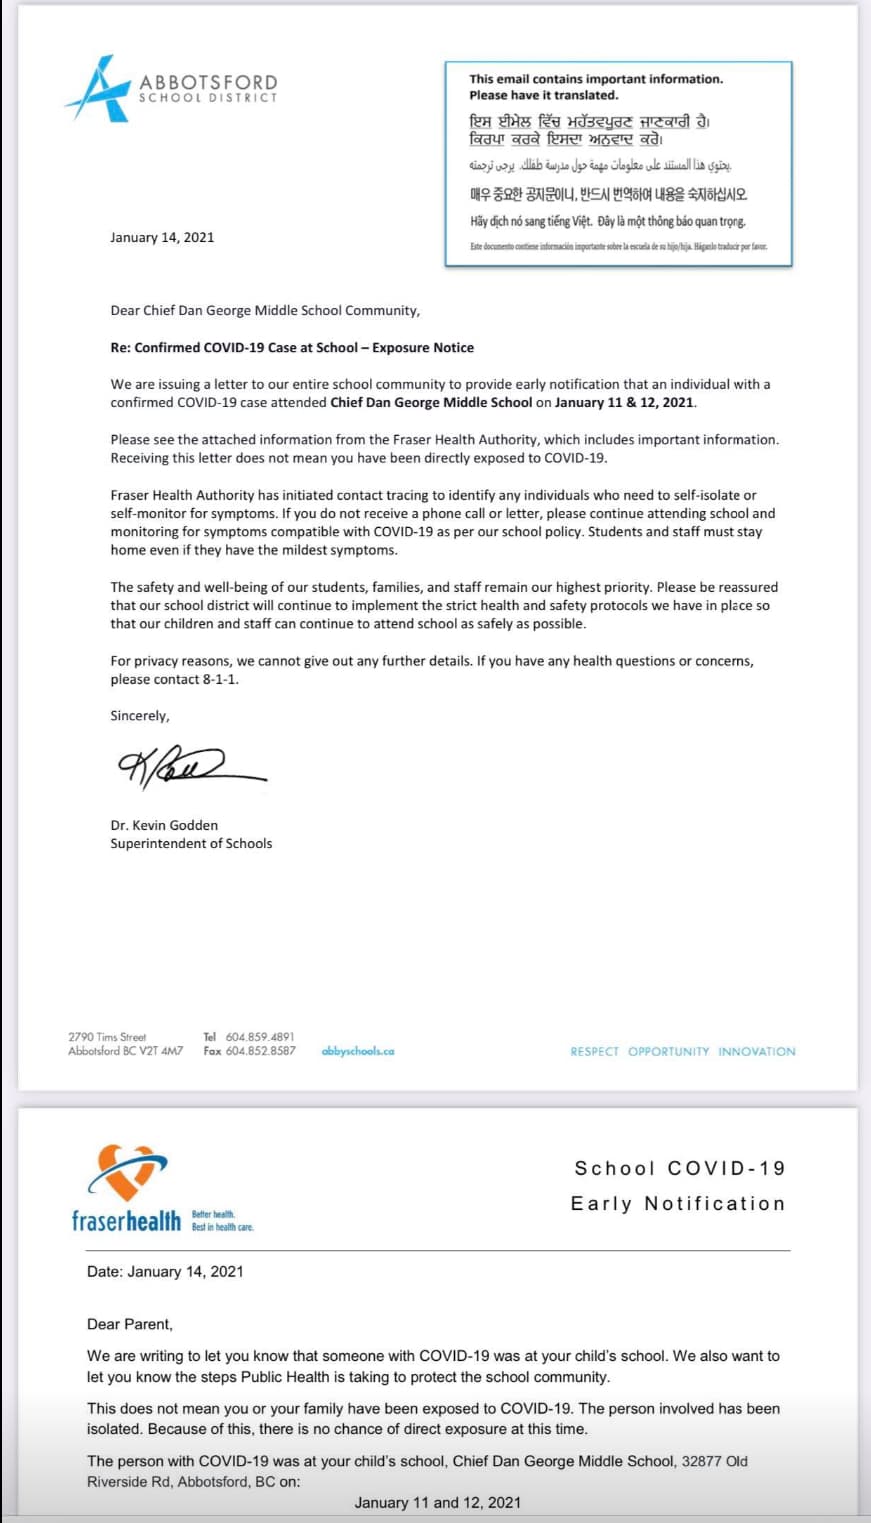 ABBOTSFORD
SCHOOL DISTRICT
This email contains important information.
Please have it translated.
ਇਸ ਈਮੇਲ ਵਿੱਚ ਮਹੱਤਵਪੂਰਣ ਜਾਣਕਾਰੀ ਹੈ।
ਕਿਰਪਾ ਕਰਕੇ ਇਸਦਾ ਅਨੁਵਾਦ ਕਰੋ।
يحتوي هذا المستند على معلومات مهمة حول مدرسة طفلك. يرجى ترجمته.
매우 중요한 공지문이니, 반드시 번역하여 내용을 숙지하십시오
Hãy dịch nó sang tiếng Việt. Đây là một thông báo quan trọng.
Este documento contiene información importante sobre la escuela de su hijo/hija. Háganlo traducir por favor.
January 14, 2021
Dear Chief Dan George Middle School Community,
Re: Confirmed COVID-19 Case at School – Exposure Notice
We are issuing a letter to our entire school community to provide early notification that an individual with a
confirmed COVID-19 case attended Chief Dan George Middle School on January 11 & 12, 2021.
Please see the attached information from the Fraser Health Authority, which includes important information.
Receiving this letter does not mean you have been directly exposed to COVID-19.
Fraser Health Authority has initiated contact tracing to identify any individuals who need to self-isolate or
self-monitor for symptoms. If you do not receive a phone call or letter, please continue attending school and
monitoring for symptoms compatible with COVID-19 as per our school policy. Students and staff must stay
home even if they have the mildest symptoms.
The safety and well-being of our students, families, and staff remain our highest priority. Please be reassured
that our school district will continue to implement the strict health and safety protocols we have in place so
that our children and staff can continue to attend school as safely as possible.
For privacy reasons, we cannot give out any further details. If you have any health questions or concerns,
please contact 8-1-1.
Sincerely,
Dr. Kevin Godden
Superintendent of Schools
2790 Tims Street Tel 604.859.4891
Abbotsford BC V2T 4M7 Fax 604.852.8587 abbyschools.ca RESPECT OPPORTUNITY INNOVATION
School COVID-19
Early Notification
fraserhealth Better health.
Best in health care.
Date: January 14, 2021
Dear Parent,
We are writing to let you know that someone with COVID-19 was at your child's school. We also want to
let you know the steps Public Health is taking to protect the school community.
This does not mean you or your family have been exposed to COVID-19. The person involved has been
isolated. Because of this, there is no chance of direct exposure at this time.
The person with COVID-19 was at your child's school, Chief Dan George Middle School, 32877 Old
Riverside Rd, Abbotsford, BC on:
January 11 and 12, 2021